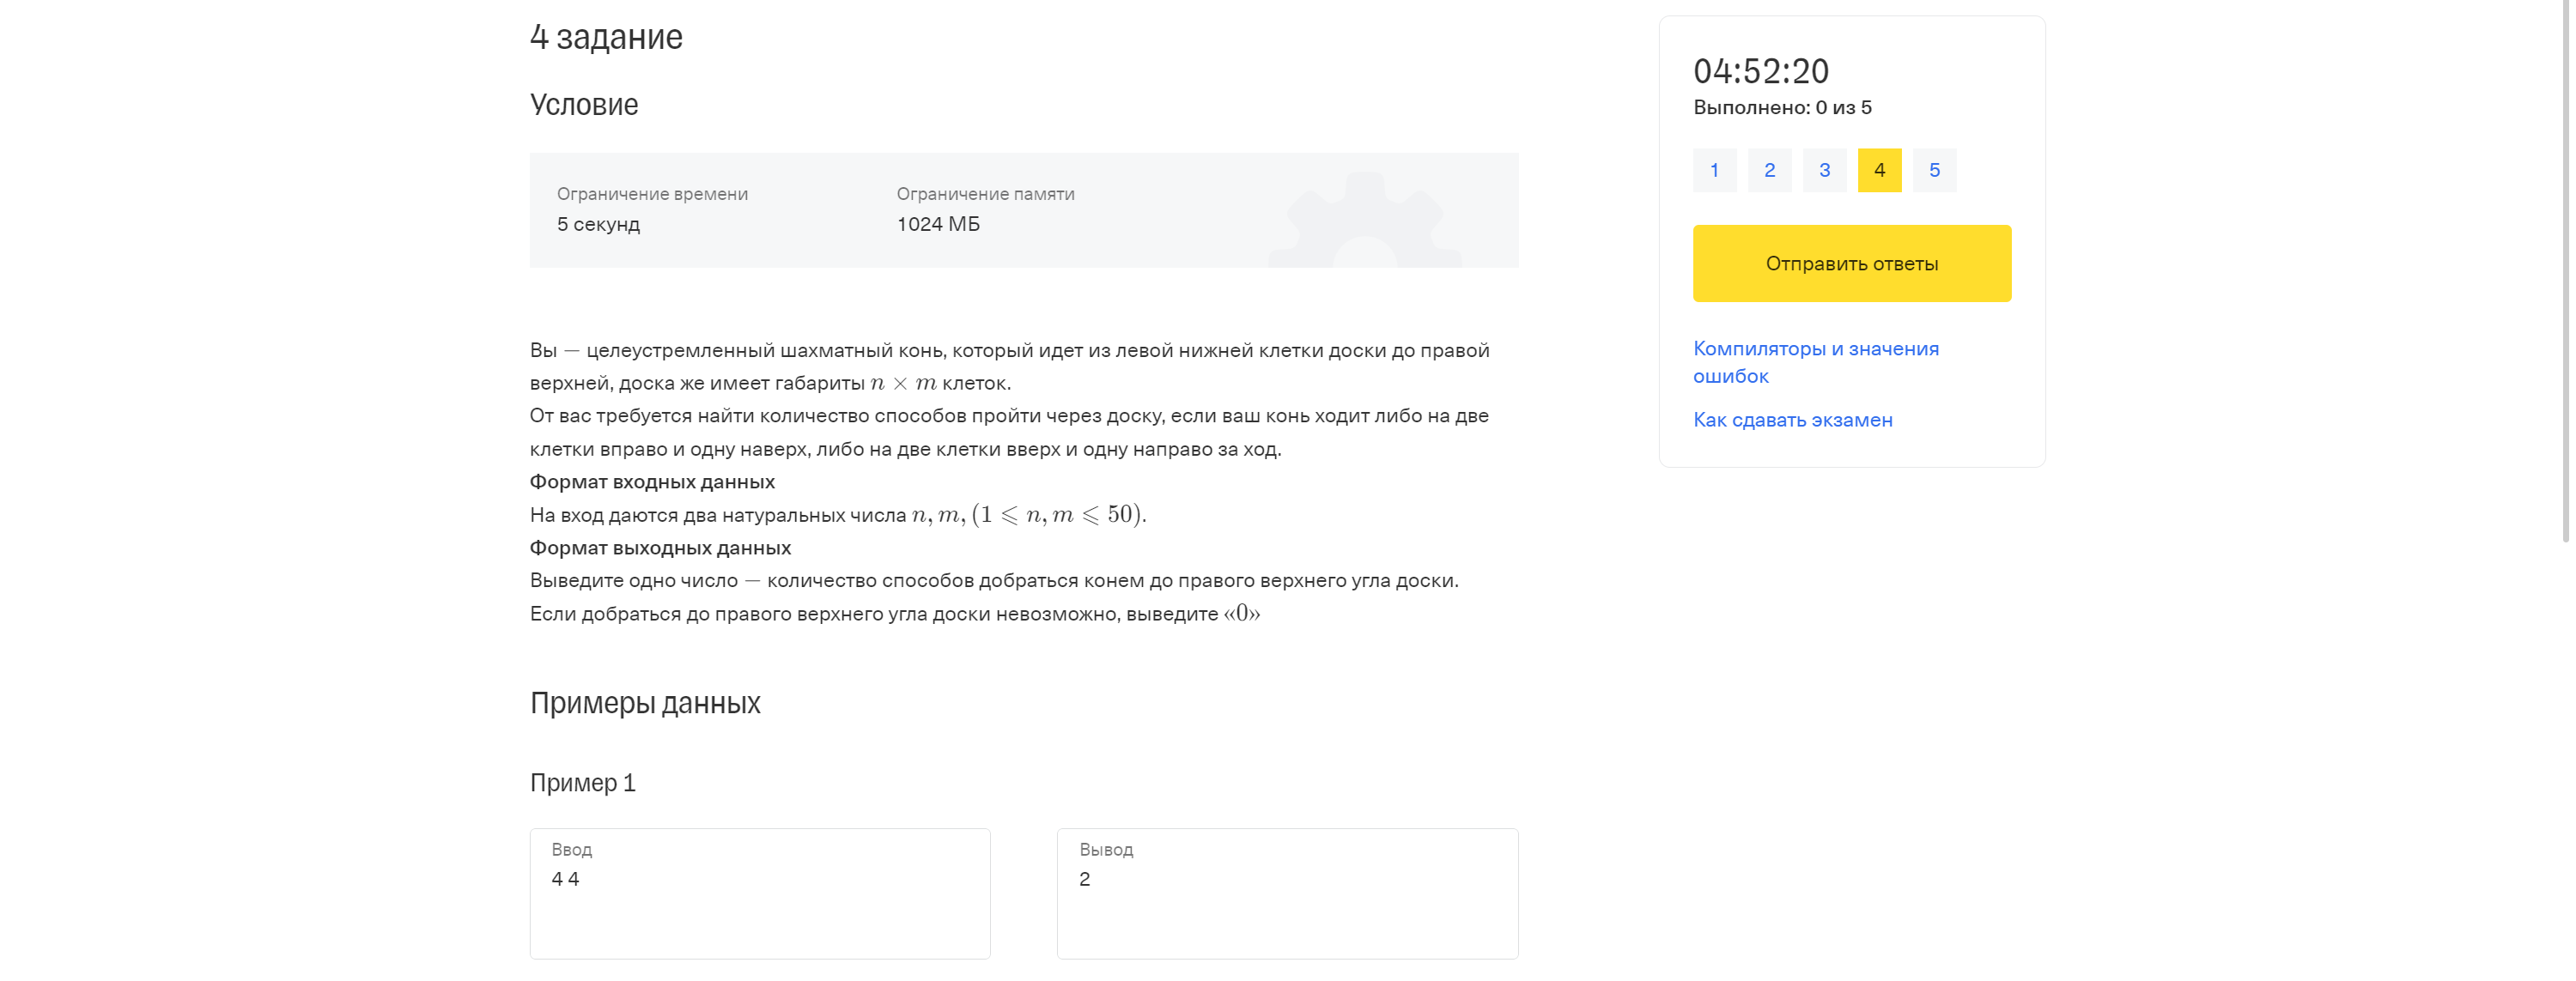 4 задание
Условие
Ограничение времени
5 секунд
Ограничение памяти
1024 МБ
Вы — целеустремленный шахматный конь, который идет из левой нижней клетки доски до правой
верхней, доска же имеет габариты n × m клеток.
От вас требуется найти количество способов пройти через доску, если ваш конь ходит либо на две
клетки вправо и одну наверх, либо на две клетки вверх и одну направо за ход.
Формат входных данных
На вход даются два натуральных числа n, m, (1 ⩽ n, m ⩽ 50).
Формат выходных данных
Выведите одно число — количество способов добраться конем до правого верхнего угла доски.
Если добраться до правого верхнего угла доски невозможно, выведите «0»
Примеры данных
Пример 1
Ввод
4 4
Вывод
2
04:52:20
Выполнено: 0 из 5
1 2 3 4 5
Отправить ответы
Компиляторы и значения
ошибок
Как сдавать экзамен